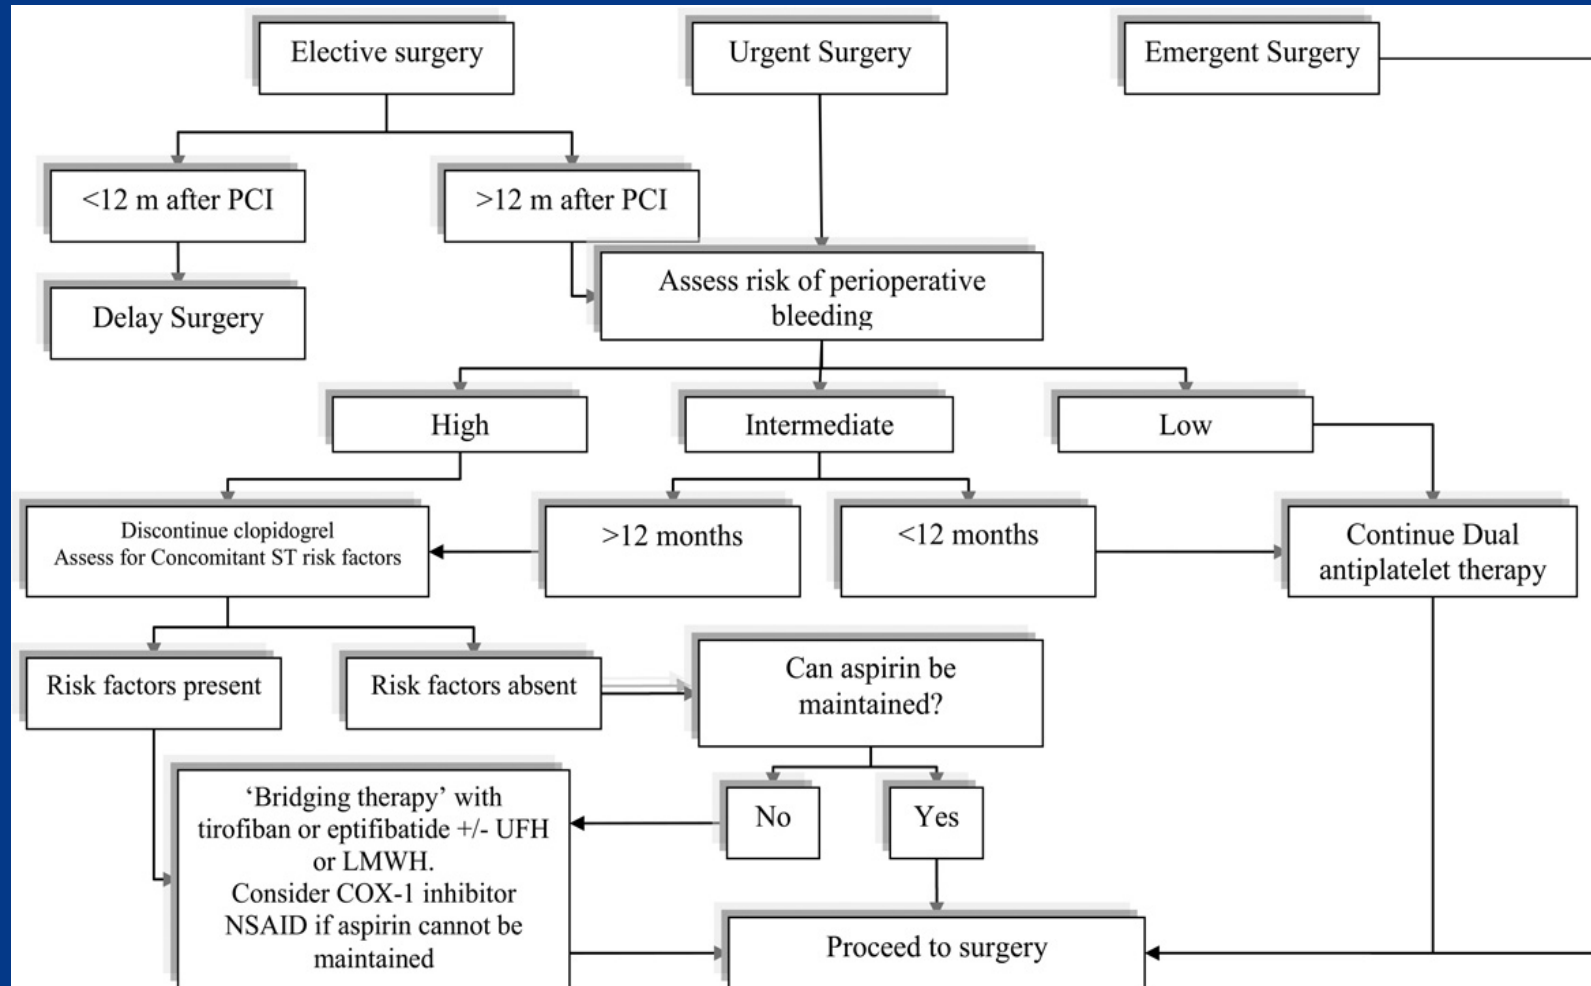 Elective surgery
Urgent Surgery
Emergent Surgery
<12 m after PCI
>12 m after PCI
Delay Surgery
Assess risk of perioperative
bleeding
High
Intermediate
Low
Discontinue clopidogrel
Assess for Concomitant ST risk factors
>12 months
<12 months
Continue Dual
antiplatelet therapy
Risk factors present
Risk factors absent
Can aspirin be
maintained?
‘Bridging therapy’ with
tirofiban or eptifibatide +/- UFH
or LMWH.
Consider COX-1 inhibitor
NSAID if aspirin cannot be
maintained
No
Yes
Proceed to surgery